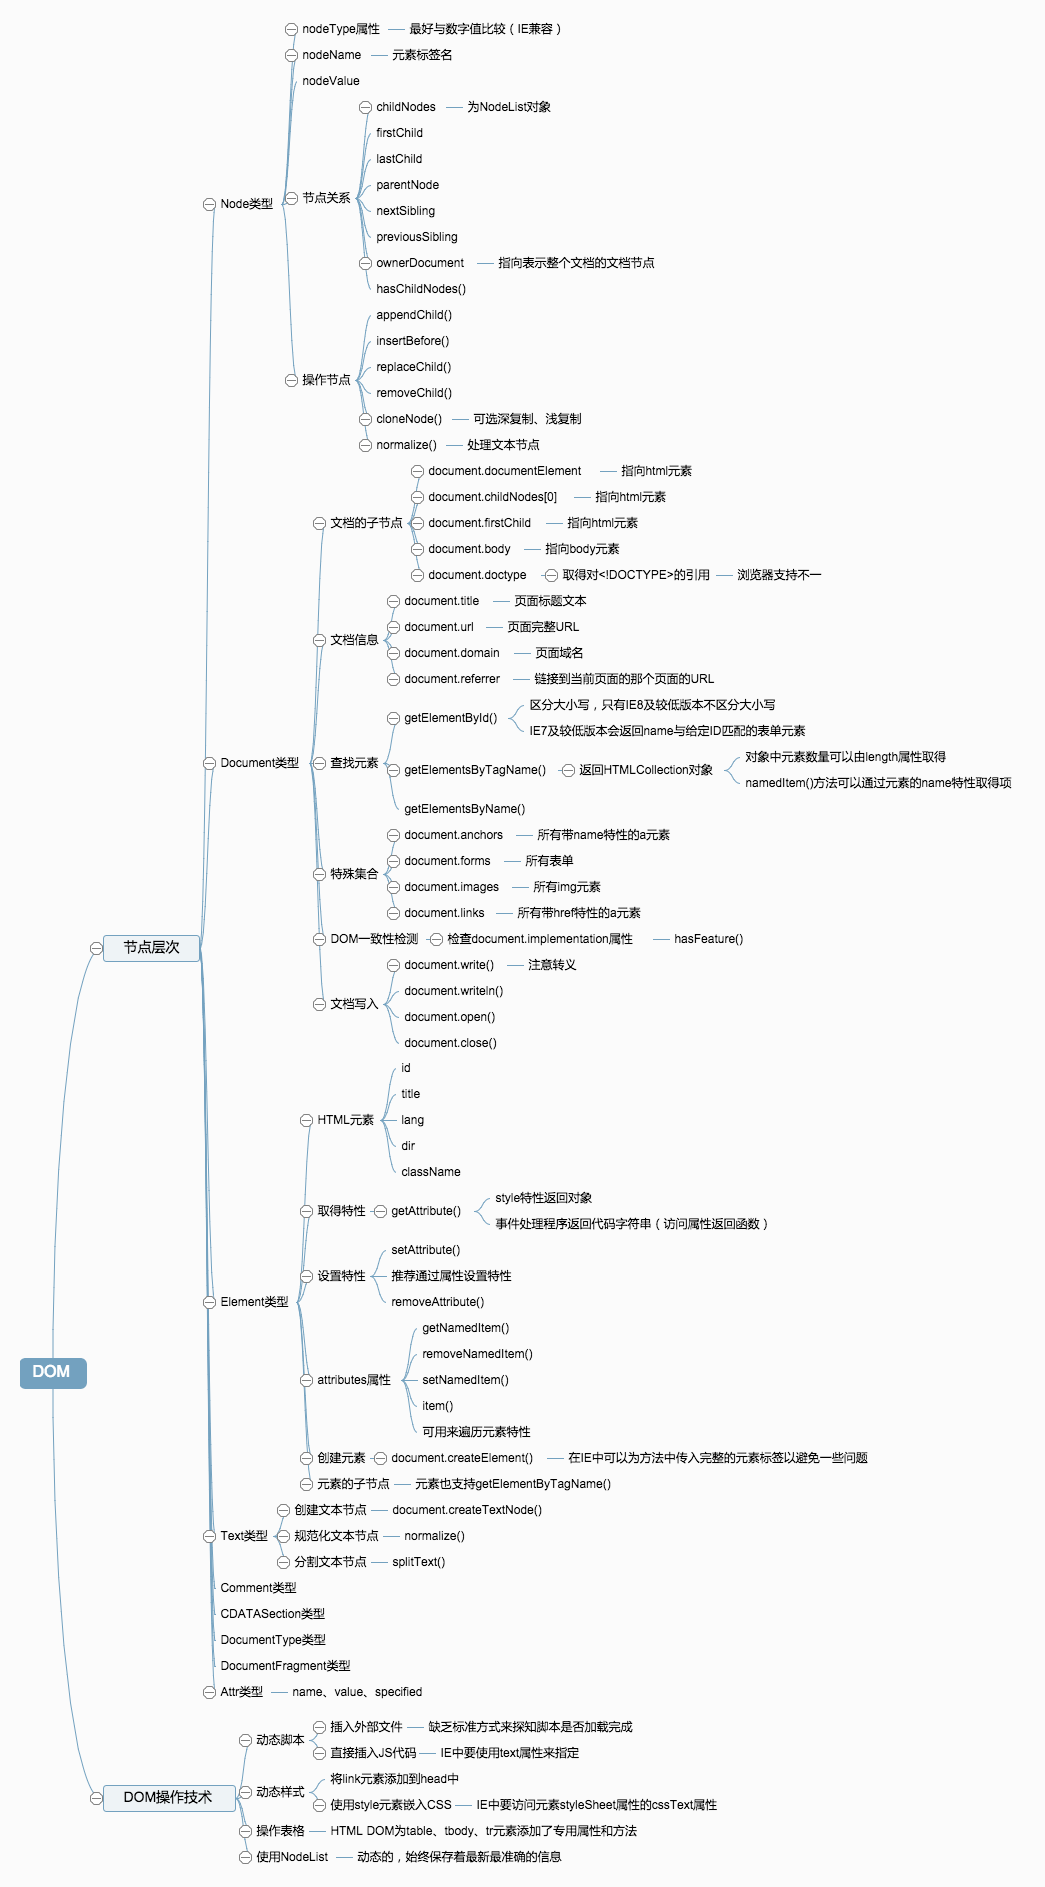 nodeType属性 最好与数字值比较（IE兼容）
nodeName 元素标签名
nodeValue
childNodes 为NodeList对象
firstChild
lastChild
parentNode
Node类型 节点关系
nextSibling
previousSibling
ownerDocument 指向表示整个文档的文档节点
hasChildNodes()
appendChild()
insertBefore()
replaceChild()
操作节点
removeChild()
cloneNode() 可选深复制、浅复制
normalize() 处理文本节点
document.documentElement 指向html元素
document.childNodes[0] 指向html元素
文档的子节点 document.firstChild 指向html元素
document.body 指向body元素
document.doctype 取得对<!DOCTYPE>的引用 浏览器支持不一
document.title 页面标题文本
document.url 页面完整URL
文档信息
document.domain 页面域名
document.referrer 链接到当前页面的那个页面的URL
区分大小写，只有IE8及较低版本不区分大小写
getElementById()
IE7及较低版本会返回name与给定ID匹配的表单元素
Document类型 查找元素
对象中元素数量可以由length属性取得
getElementsByTagName() 返回HTMLCollection对象
namedItem()方法可以通过元素的name特性取得项
getElementsByName()
document.anchors 所有带name特性的a元素
document.forms 所有表单
特殊集合
document.images 所有img元素
document.links 所有带href特性的a元素
DOM一致性检测 检查document.implementation属性 hasFeature()
节点层次
document.write() 注意转义
document.writeln()
文档写入
document.open()
document.close()
id
title
HTML元素 lang
dir
className
style特性返回对象
取得特性 getAttribute()
事件处理程序返回代码字符串（访问属性返回函数）
setAttribute()
设置特性 推荐通过属性设置特性
Element类型 removeAttribute()
getNamedItem()
removeNamedItem()
DOM
attributes属性 setNamedItem()
item()
可用来遍历元素特性
创建元素 document.createElement() 在IE中可以为方法中传入完整的元素标签以避免一些问题
元素的子节点 元素也支持getElementByTagName()
创建文本节点 document.createTextNode()
Text类型 规范化文本节点 normalize()
分割文本节点 splitText()
Comment类型
CDATASection类型
DocumentType类型
DocumentFragment类型
Attr类型 name、value、specified
插入外部文件 缺乏标准方式来探知脚本是否加载完成
动态脚本
直接插入JS代码 IE中要使用text属性来指定
将link元素添加到head中
DOM操作技术 动态样式
使用style元素嵌入CSS IE中要访问元素styleSheet属性的cssText属性
操作表格 HTML DOM为table、tbody、tr元素添加了专用属性和方法
使用NodeList 动态的，始终保存着最新最准确的信息